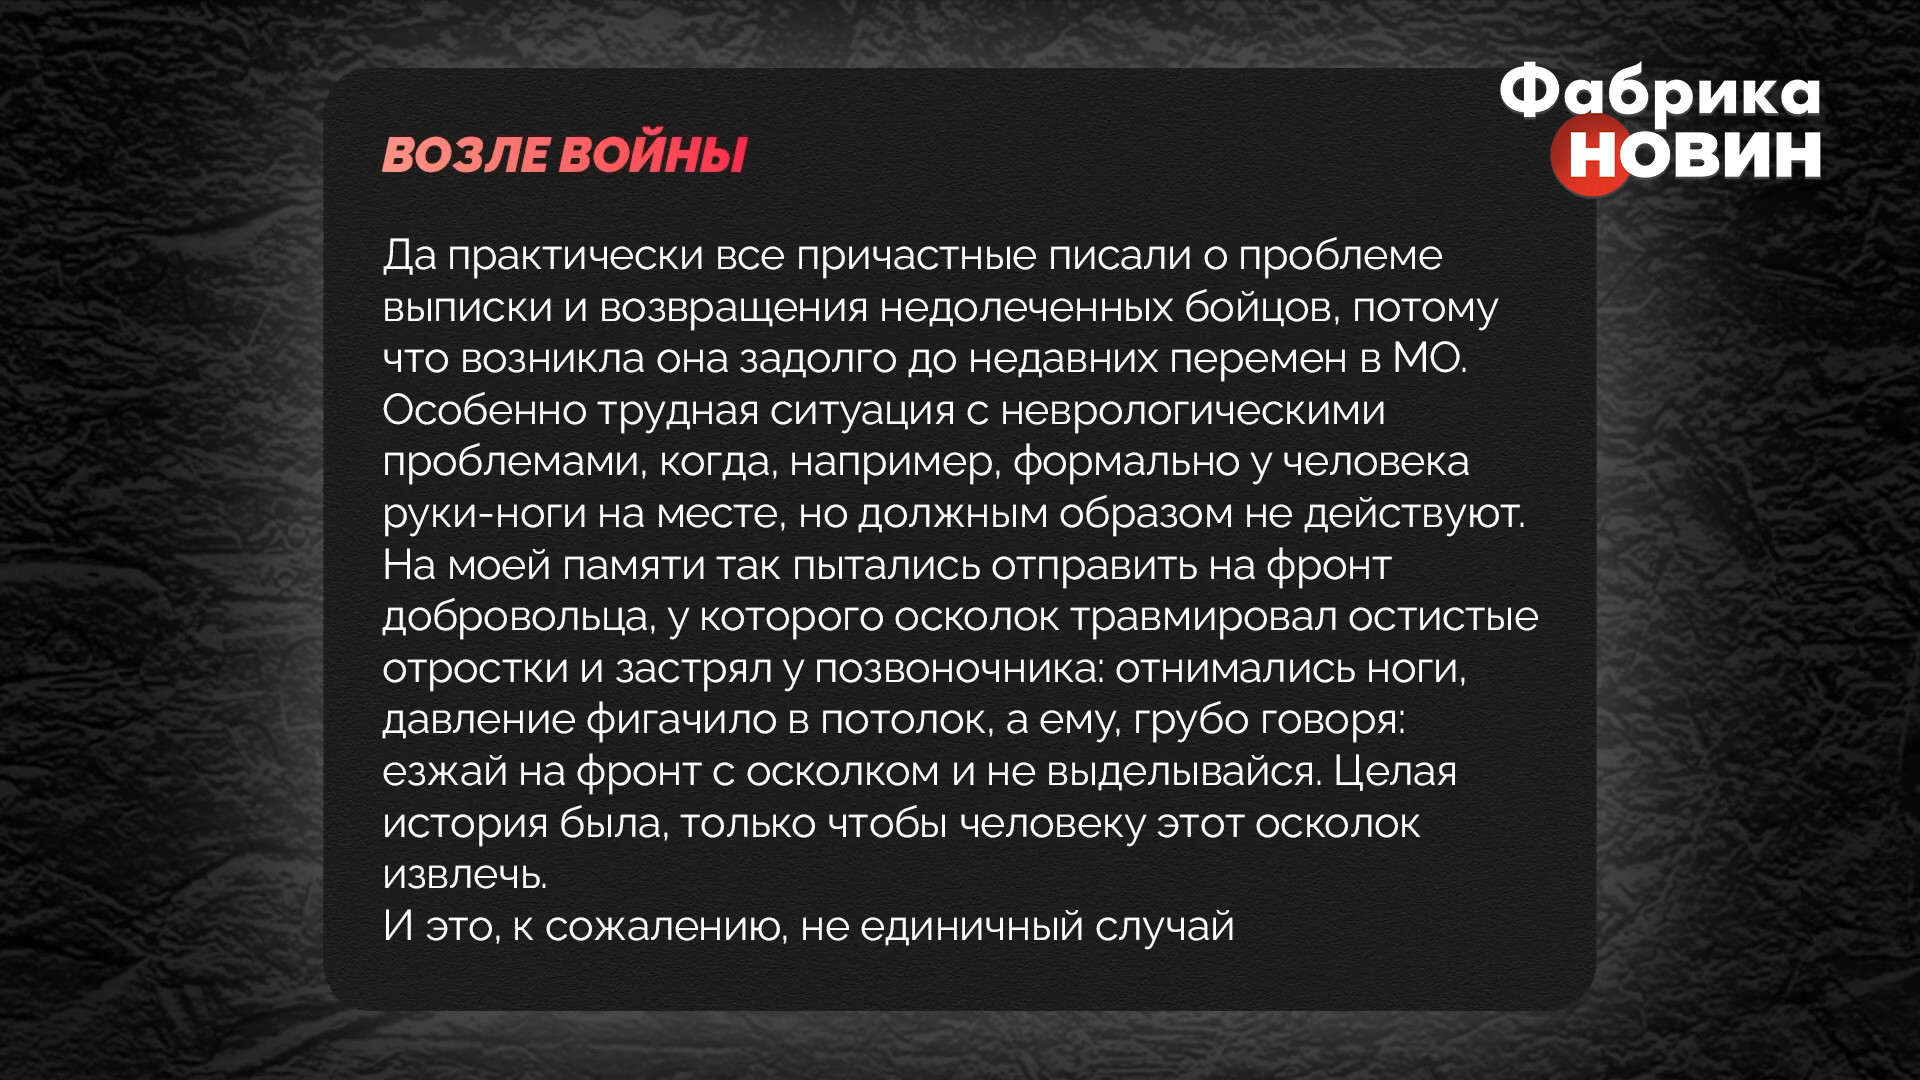 Фабрика
новин
ВОЗЛЕ ВОЙНЫ
Да практически все причастные писали о проблеме
выписки и возвращения недолеченных бойцов, потому
что возникла она задолго до недавних перемен в МО.
Особенно трудная ситуация с неврологическими
проблемами, когда, например, формально у человека
руки-ноги на месте, но должным образом не действуют.
На моей памяти так пытались отправить на фронт
добровольца, у которого осколок травмировал остистые
отростки и застрял у позвоночника: отнимались ноги,
давление фигачило в потолок, а ему, грубо говоря:
езжай на фронт с осколком и не выделывайся. Целая
история была, только чтобы человеку этот осколок
извлечь.
И это, к сожалению, не единичный случай